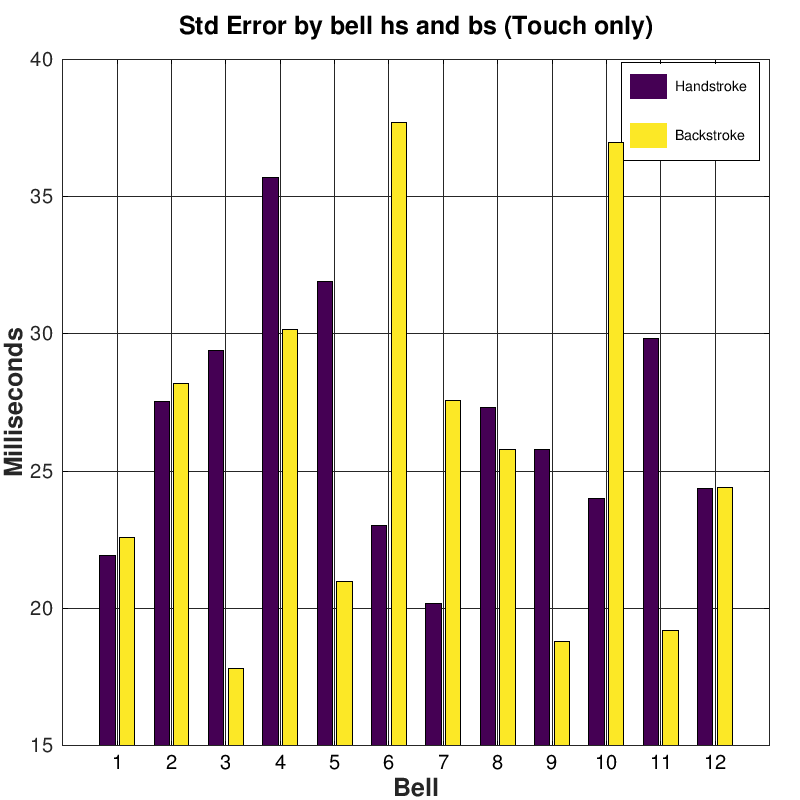 Std Error by bell hs and bs (Touch only)
Handstroke
Backstroke
40
35
30
25
20
15
Milliseconds
1 2 3 4 5 6 7 8 9 10 11 12
Bell